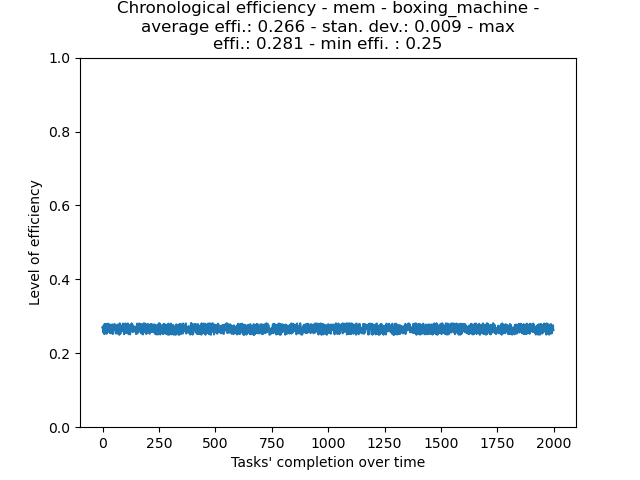 Chronological efficiency - mem - boxing_machine -
average effi.: 0.266 - stan. dev.: 0.009 - max
effi.: 0.281 - min effi. : 0.25
1.0
0.8
0.6
0.4
0.2
0.0
Level of efficiency
0 250 500 750 1000 1250 1500 1750 2000
Tasks' completion over time